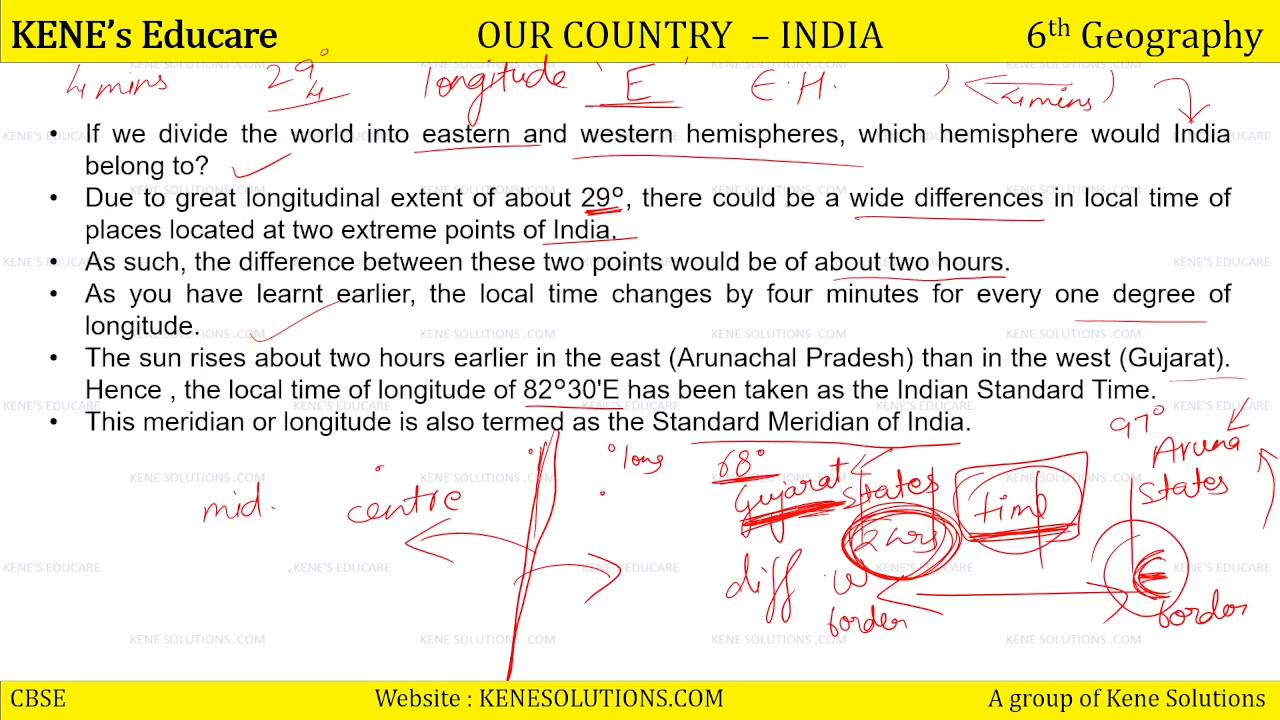 KENE's Educare OUR COUNTRY – INDIA 6th Geography
4 mins 29° 4 longitude ' E ' E.H. ) 4 mins )
• If we divide the world into eastern and western hemispheres, which hemisphere would India
belong to?
• Due to great longitudinal extent of about 29º, there could be a wide differences in local time of
places located at two extreme points of India.
• As such, the difference between these two points would be of about two hours.
• As you have learnt earlier, the local time changes by four minutes for every one degree of
longitude.
• The sun rises about two hours earlier in the east (Arunachal Pradesh) than in the west (Gujarat).
Hence , the local time of longitude of 82º30'E has been taken as the Indian Standard Time.
• This meridian or longitude is also termed as the Standard Meridian of India.
97°
° long 68° Aruna
mid. centre Gujarat states time states
2 hrs
diff w E
border border
KENE SOLUTIONS .COM KENE'S EDUCARE
CBSE Website : KENESOLUTIONS.COM A group of Kene Solutions